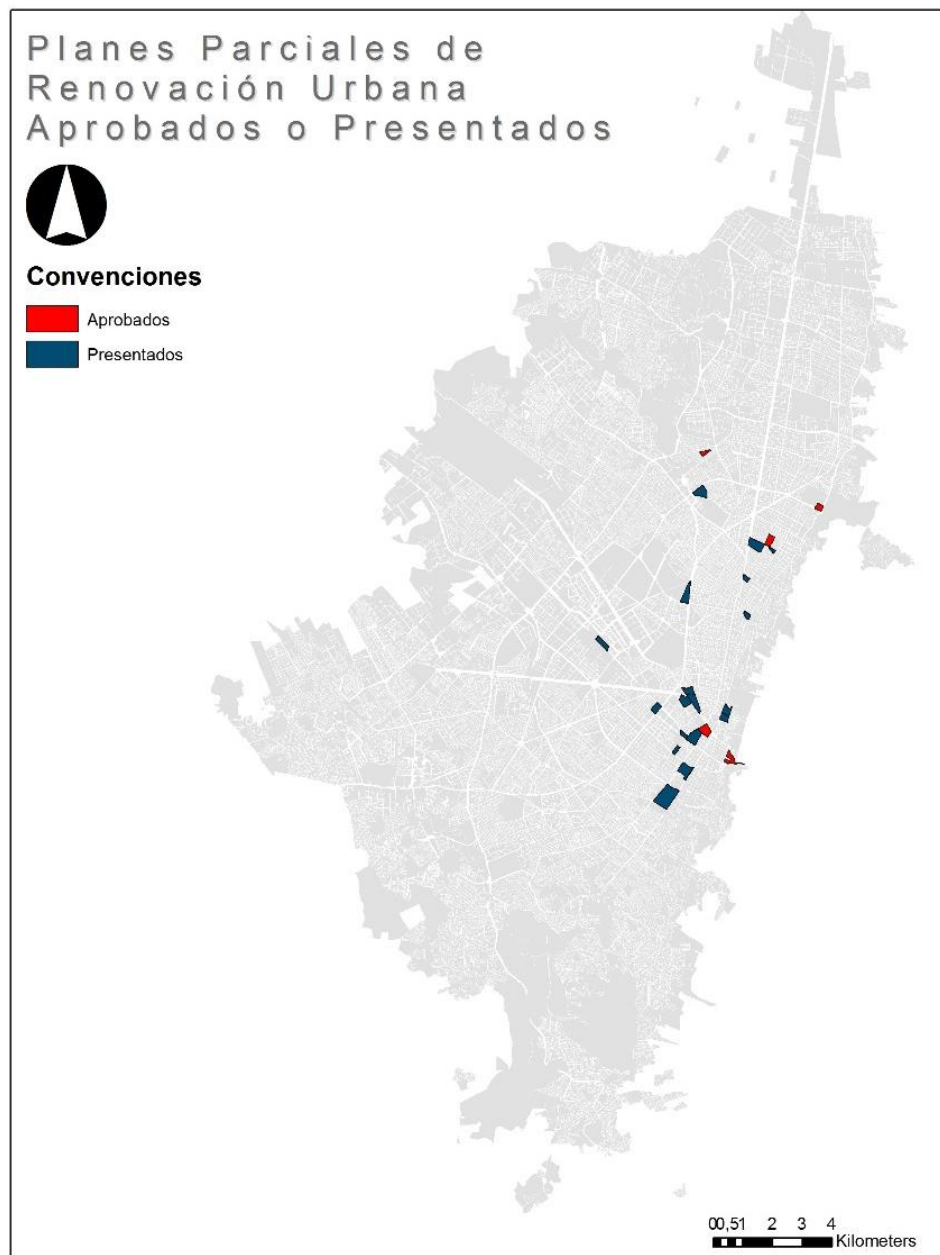 Planes Parciales de
Renovación Urbana
Aprobados o Presentados
Convenciones
Aprobados
Presentados
00,51 2 3 4
Kilometers